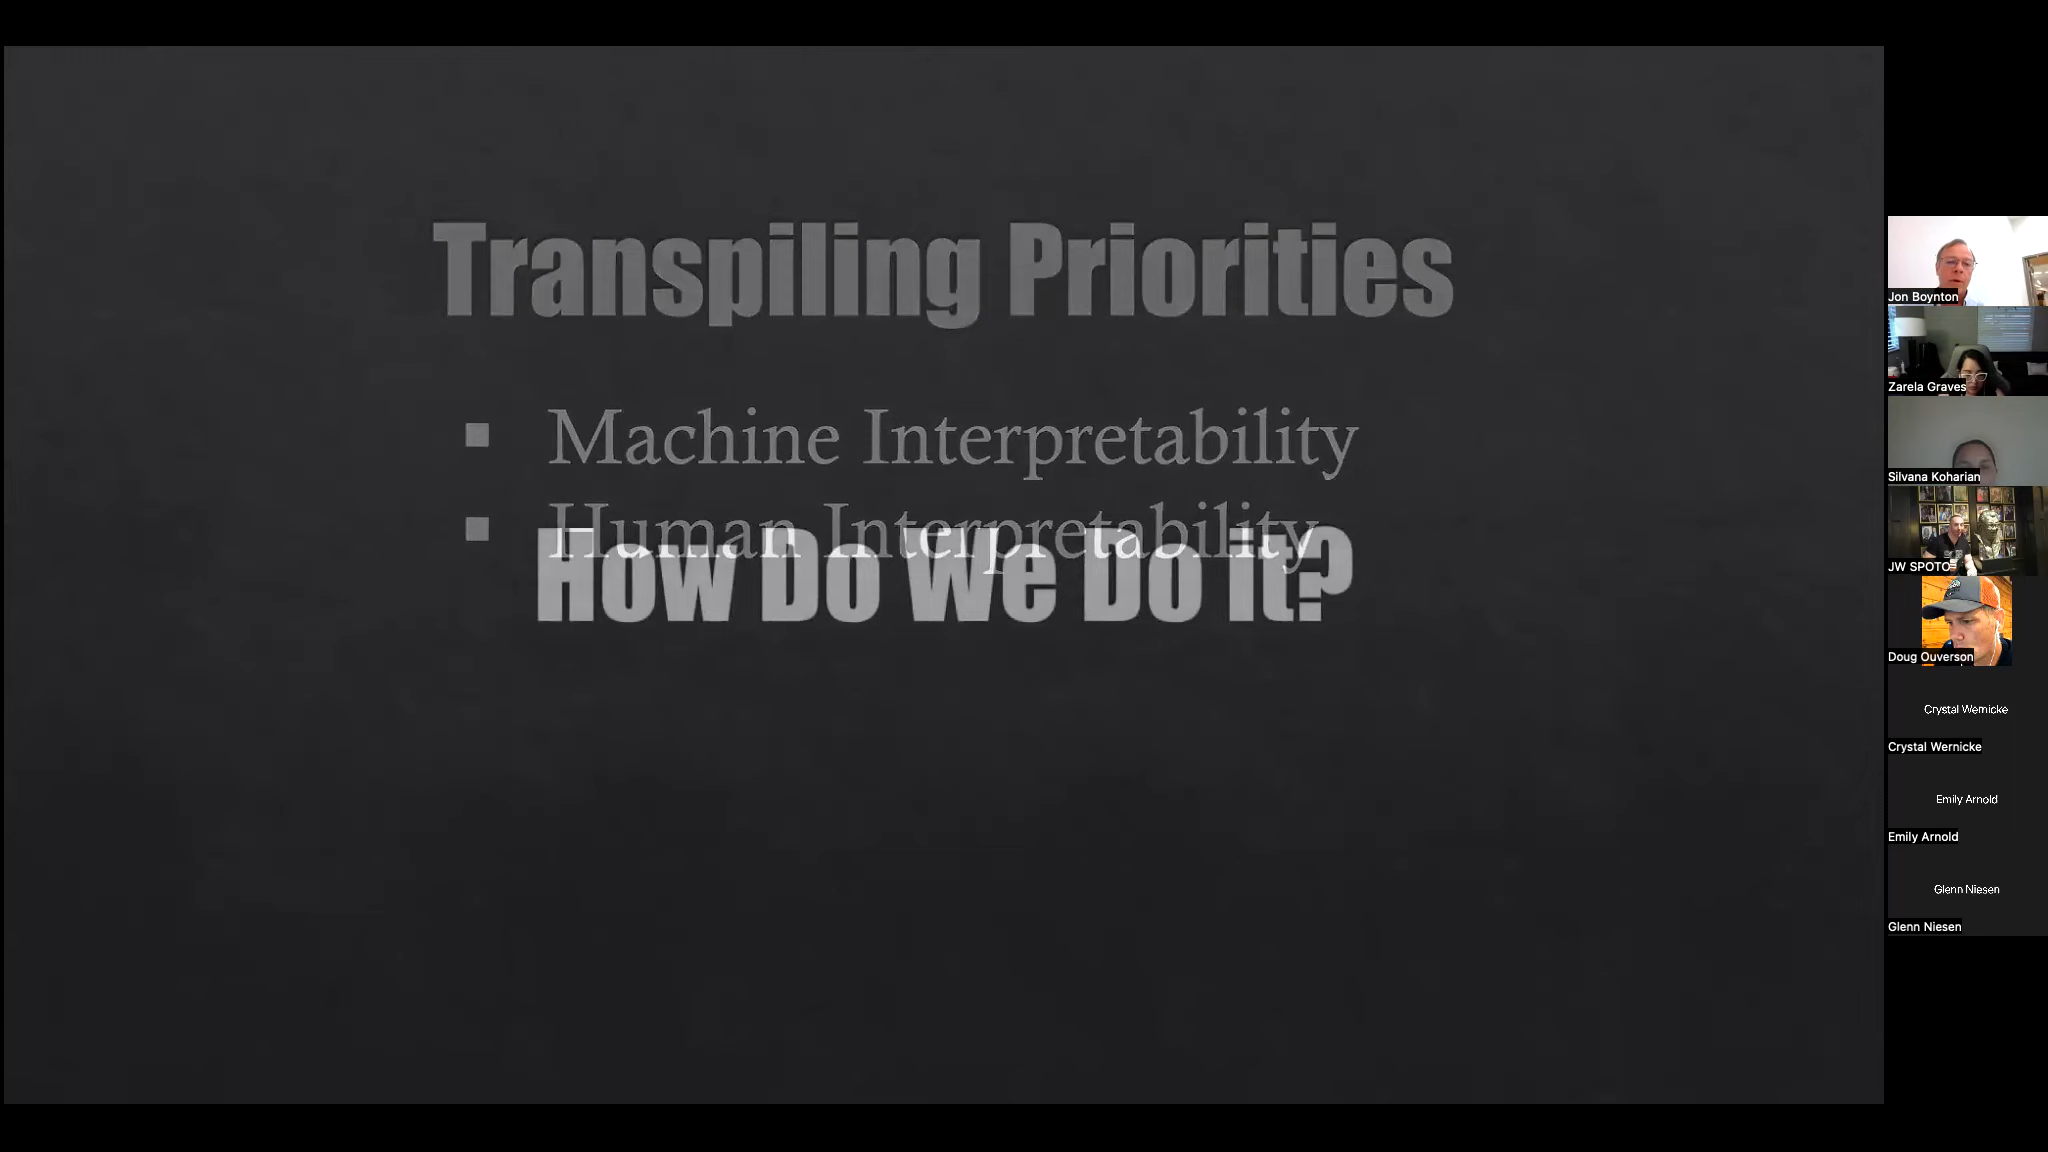 Transpiling Priorities
▪ Machine Interpretability
▪ Human Interpretability
How Do We Do it?
Jon Boynton
Zarela Graves
Silvana Koharian
JW SPOTO
Doug Ouverson
Crystal Wernicke
Crystal Wernicke
Emily Arnold
Emily Arnold
Glenn Niesen
Glenn Niesen